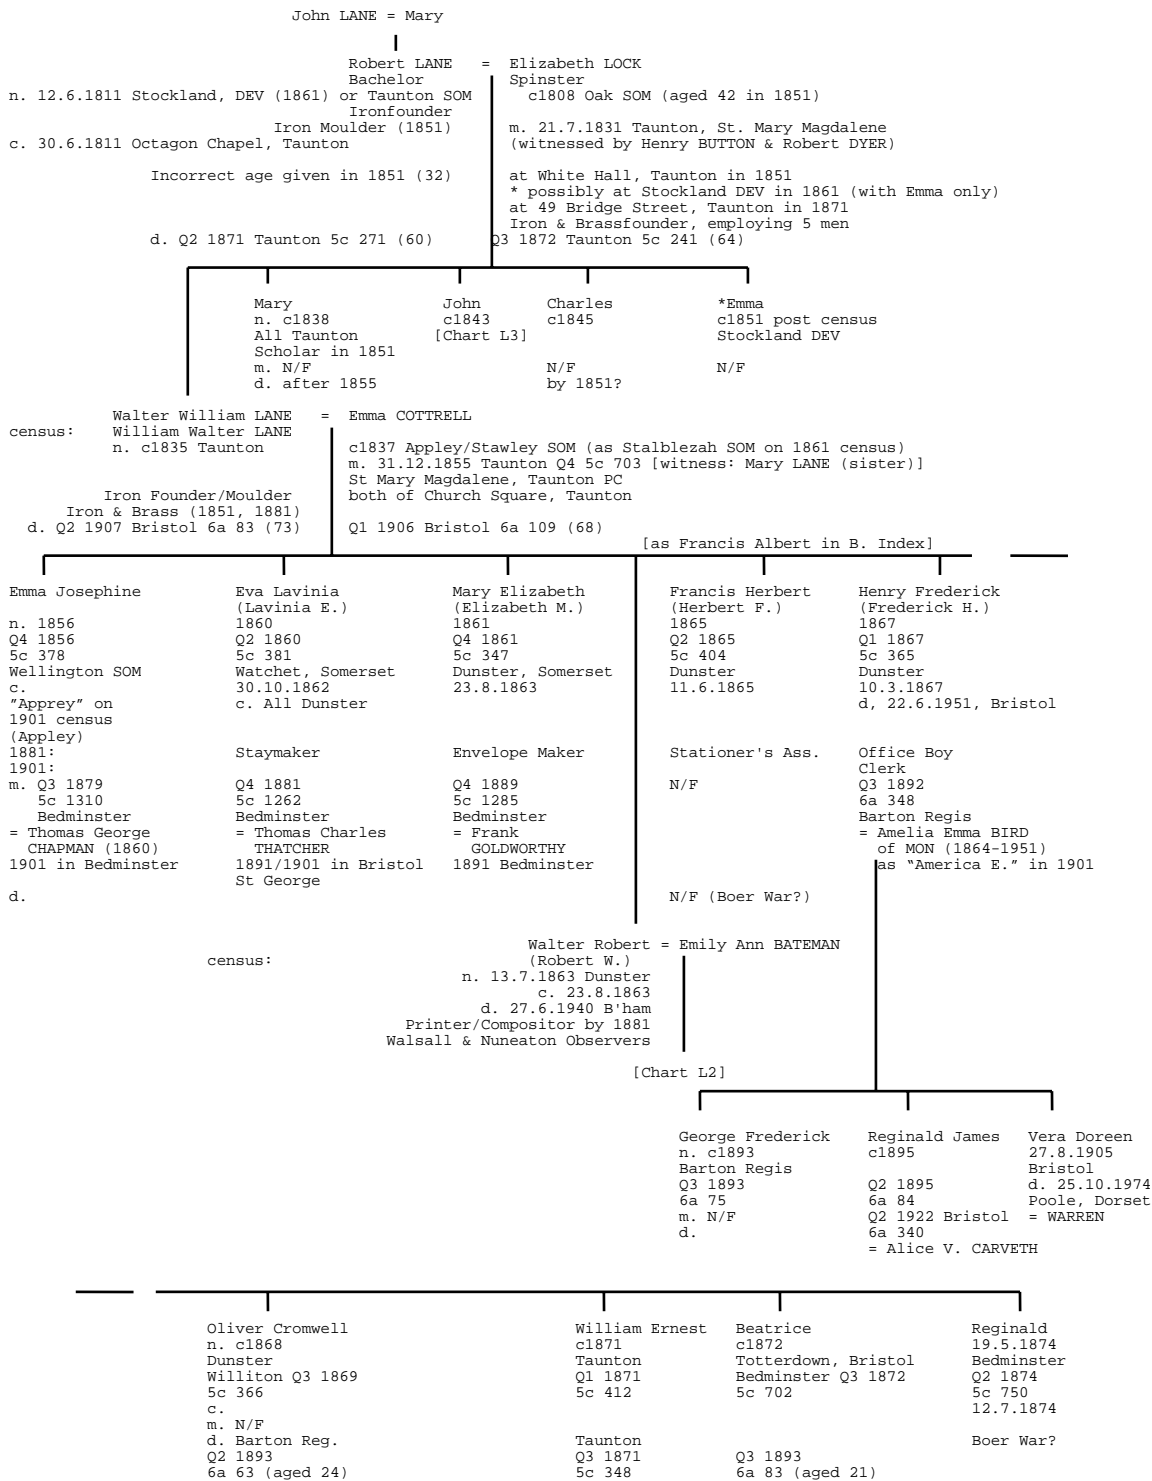 John LANE = Mary
Robert LANE = Elizabeth LOCK
Bachelor Spinster
n. 12.6.1811 Stockland, DEV (1861) or Taunton SOM c1808 Oak SOM (aged 42 in 1851)
Ironfounder
Iron Moulder (1851) m. 21.7.1831 Taunton, St. Mary Magdalene
c. 30.6.1811 Octagon Chapel, Taunton (witnessed by Henry BUTTON & Robert DYER)
Incorrect age given in 1851 (32) at White Hall, Taunton in 1851
* possibly at Stockland DEV in 1861 (with Emma only)
at 49 Bridge Street, Taunton in 1871
Iron & Brassfounder, employing 5 men
d. Q2 1871 Taunton 5c 271 (60) Q3 1872 Taunton 5c 241 (64)
Mary John Charles *Emma
n. c1838 c1843 c1845 c1851 post census
All Taunton [Chart L3] Stockland DEV
Scholar in 1851
m. N/F N/F N/F
d. after 1855 by 1851?
Walter William LANE = Emma COTTRELL
census: William Walter LANE
n. c1835 Taunton c1837 Appley/Stawley SOM (as Stalblezah SOM on 1861 census)
m. 31.12.1855 Taunton Q4 5c 703 [witness: Mary LANE (sister)]
St Mary Magdalene, Taunton PC
Iron Founder/Moulder both of Church Square, Taunton
Iron & Brass (1851, 1881)
d. Q2 1907 Bristol 6a 83 (73) Q1 1906 Bristol 6a 109 (68)
[as Francis Albert in B. Index]
Emma Josephine Eva Lavinia Mary Elizabeth Francis Herbert Henry Frederick
(Lavinia E.) (Elizabeth M.) (Herbert F.) (Frederick H.)
n. 1856 1860 1861 1865 1867
Q4 1856 Q2 1860 Q4 1861 Q2 1865 Q1 1867
5c 378 5c 381 5c 347 5c 404 5c 365
Wellington SOM Watchet, Somerset Dunster, Somerset Dunster Dunster
c. 30.10.1862 23.8.1863 11.6.1865 10.3.1867
"Apprey" on c. All Dunster d, 22.6.1951, Bristol
1901 census
(Appley)
1881: Staymaker Envelope Maker Stationer's Ass. Office Boy
1901: Clerk
m. Q3 1879 Q4 1881 Q4 1889 N/F Q3 1892
5c 1310 5c 1262 5c 1285 6a 348
Bedminster Bedminster Bedminster Barton Regis
= Thomas George = Thomas Charles = Frank = Amelia Emma BIRD
CHAPMAN (1860) THATCHER GOLDWORTHY of MON (1864-1951)
1901 in Bedminster 1891/1901 in Bristol 1891 Bedminster as "America E." in 1901
St George
d. N/F (Boer War?)
Walter Robert = Emily Ann BATEMAN
census: (Robert W.)
n. 13.7.1863 Dunster
c. 23.8.1863
d. 27.6.1940 B'ham
Printer/Compositor by 1881
Walsall & Nuneaton Observers
[Chart L2]
George Frederick Reginald James Vera Doreen
n. c1893 c1895 27.8.1905
Barton Regis Bristol
Q3 1893 Q2 1895 d. 25.10.1974
6a 75 6a 84 Poole, Dorset
m. N/F Q2 1922 Bristol = WARREN
d. 6a 340
= Alice V. CARVETH
Oliver Cromwell William Ernest Beatrice Reginald
n. c1868 c1871 c1872 19.5.1874
Dunster Taunton Totterdown, Bristol Bedminster
Williton Q3 1869 Q1 1871 Bedminster Q3 1872 Q2 1874
5c 366 5c 412 5c 702 5c 750
c. 12.7.1874
m. N/F
d. Barton Reg. Taunton Boer War?
Q2 1893 Q3 1871 Q3 1893
6a 63 (aged 24) 5c 348 6a 83 (aged 21)